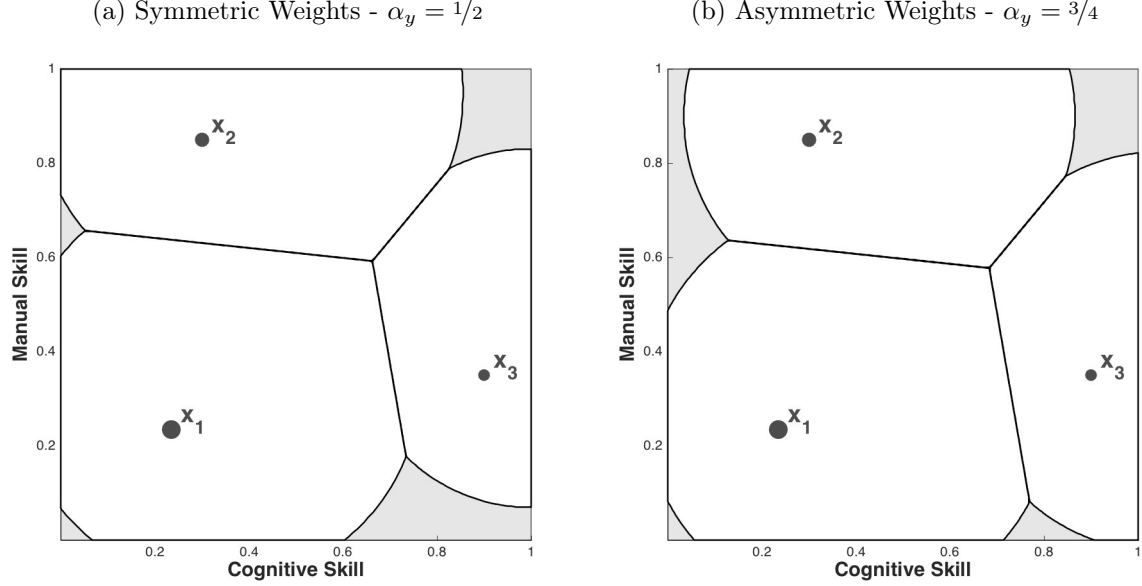 (a) Symmetric Weights - αy = 1/2
1
0.8
0.6
0.4
0.2
Manual Skill
x2
x1
x3
0.2 0.4 0.6 0.8 1
Cognitive Skill
(b) Asymmetric Weights - αy = 3/4
1
0.8
0.6
0.4
0.2
Manual Skill
x2
x1
x3
0.2 0.4 0.6 0.8 1
Cognitive Skill